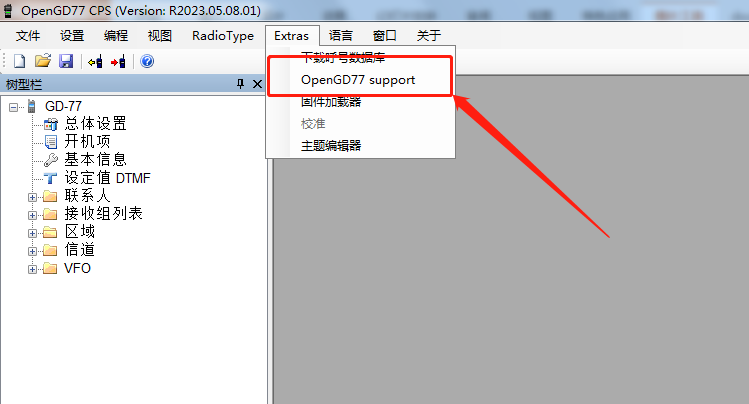 OpenGD77 CPS (Version: R2023.05.08.01)
文件 设置 编程 视图 RadioType Extras 语言 窗口 关于
树型栏
GD-77
总体设置
开机项
基本信息
设定值 DTMF
联系人
接收组列表
区域
信道
VFO
下载呼号数据库
OpenGD77 support
固件加载器
校准
主题编辑器